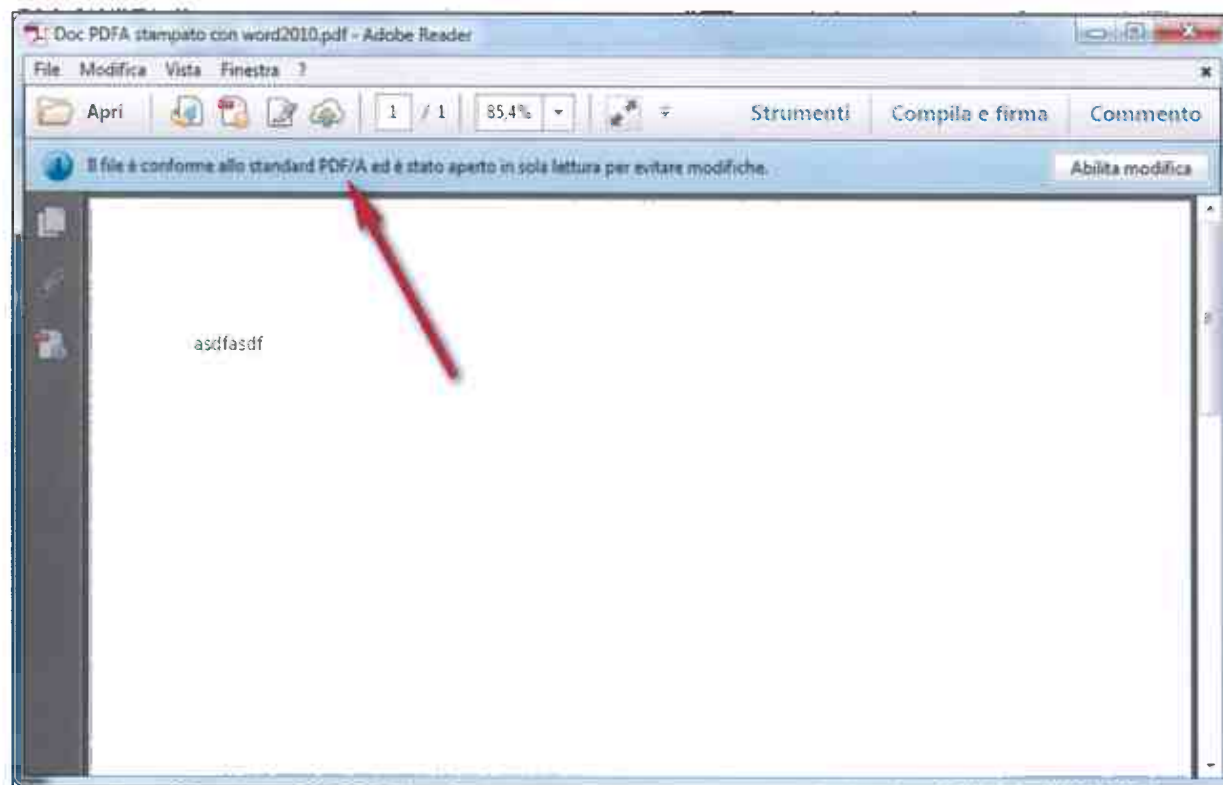 Doc PDFA stampato con word2010.pdf - Adobe Reader
File Modifica Vista Finestra ?
Apri 1 / 1 85,4% Strumenti Compila e firma Commento
Il file è conforme allo standard PDF/A ed è stato aperto in sola lettura per evitare modifiche. Abilita modifica
asdfasdf